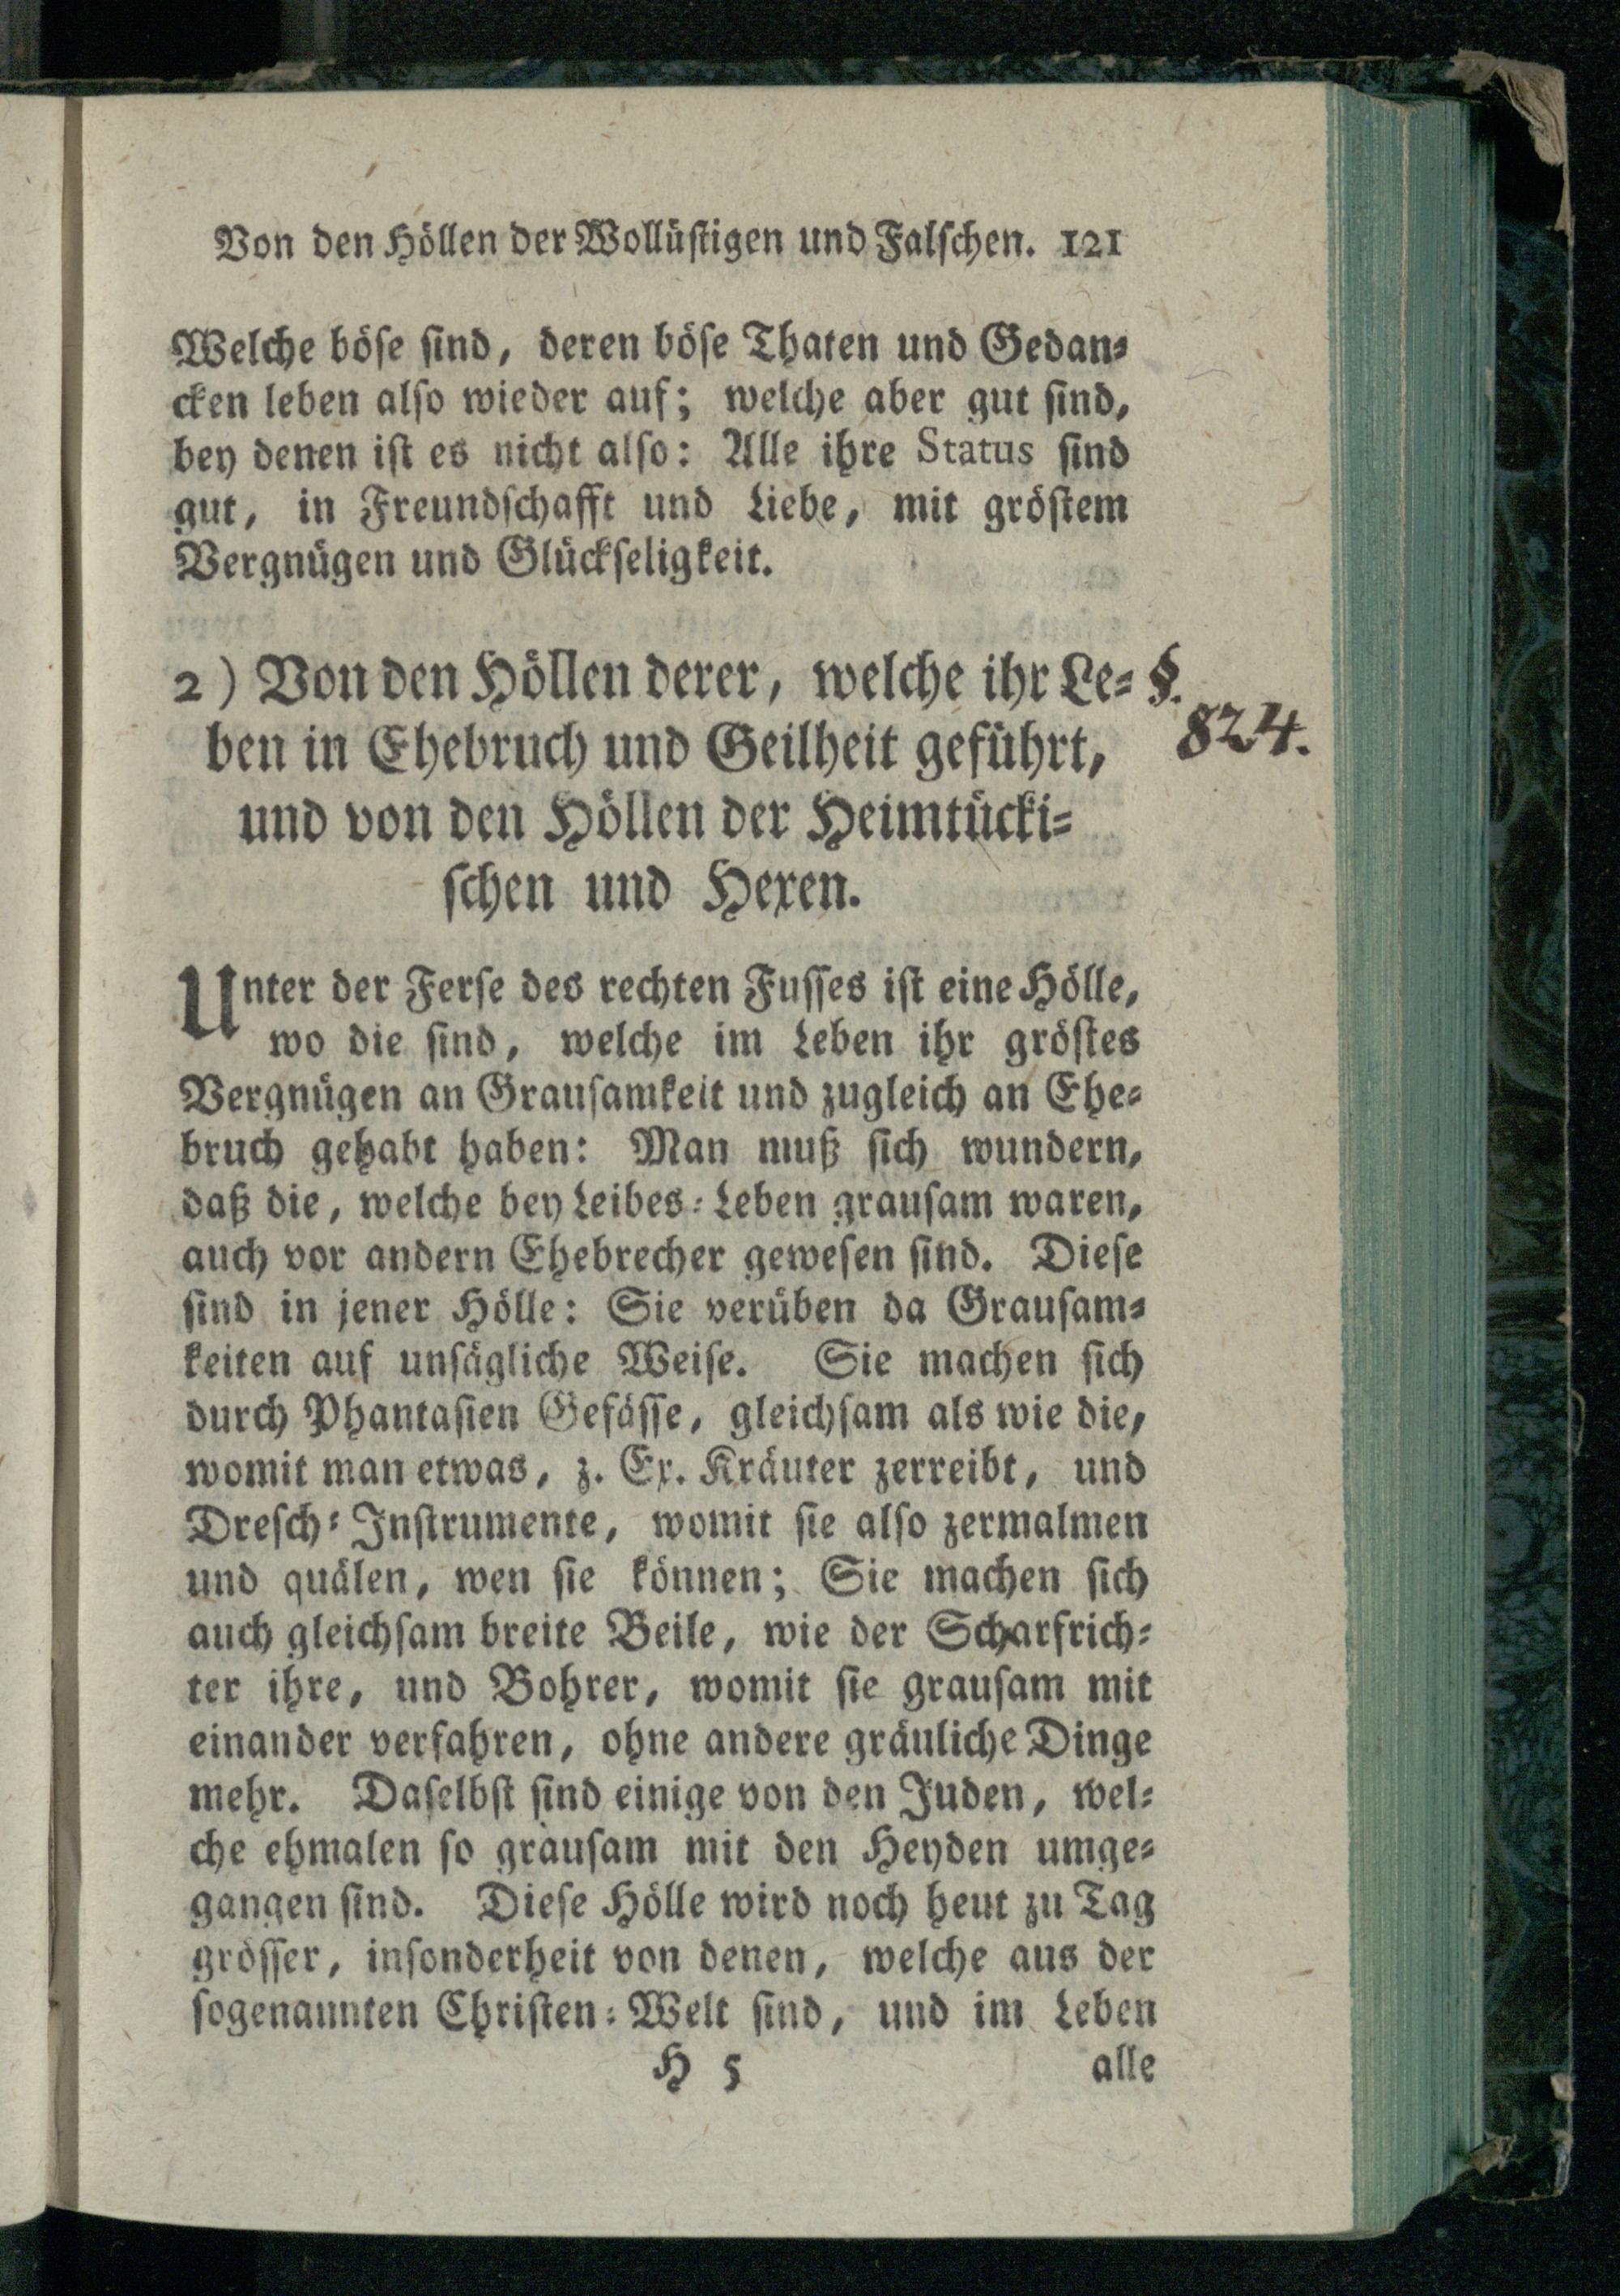 Von den Höllen der Wollüstigen und Falschen. 121
Welche böse sind, deren böse Thaten und Gedan=
cken leben also wieder auf; welche aber gut sind,
bey denen ist es nicht also: Alle ihre Status sind
gut, in Freundschafft und Liebe, mit gröstem
Vergnügen und Glückseligkeit.
2) Von den Höllen derer, welche ihr Le= §.
824.
ben in Ehebruch und Geilheit geführt,
und von den Höllen der Heimtücki=
schen und Hexen.
Unter der Ferse des rechten Fusses ist eine Hölle,
wo die sind, welche im Leben ihr gröstes
Vergnügen an Grausamkeit und zugleich an Ehe=
bruch gehabt haben: Man muß sich wundern,
daß die, welche bey Leibes=Leben grausam waren,
auch vor andern Ehebrecher gewesen sind. Diese
sind in jener Hölle: Sie verüben da Grausam=
keiten auf unsägliche Weise. Sie machen sich
durch Phantasien Gefässe, gleichsam als wie die,
womit man etwas, z. Ex. Kräuter zerreibt, und
Dresch=Instrumente, womit sie also zermalmen
und quälen, wen sie können; Sie machen sich
auch gleichsam breite Beile, wie der Scharfrich=
ter ihre, und Bohrer, womit sie grausam mit
einander verfahren, ohne andere gräuliche Dinge
mehr. Daselbst sind einige von den Juden, wel=
che ehmalen so grausam mit den Heyden umge=
gangen sind. Diese Hölle wird noch heut zu Tag
grösser, insonderheit von denen, welche aus der
sogenannten Christen=Welt sind, und im Leben
H 5 alle